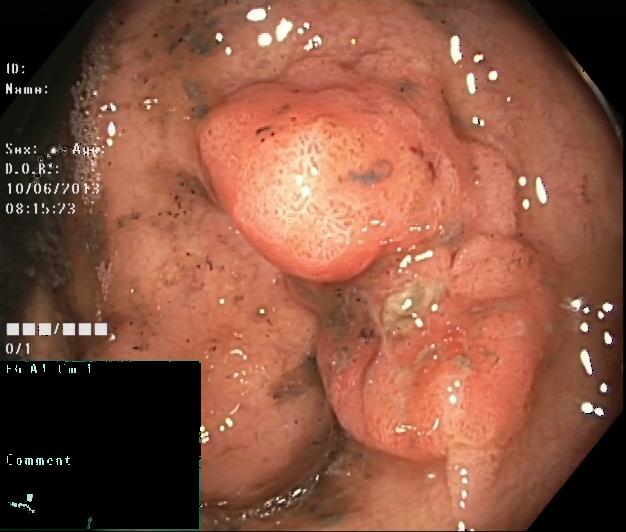 ID:
Name:
Sex: Age:
D.O.B.:
10/06/2013
08:15:23
■■■/■■■
0/1
Comment